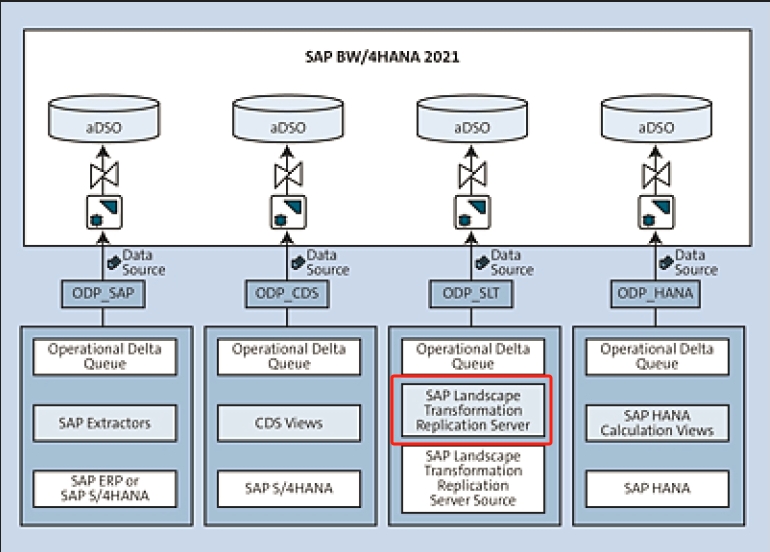 SAP BW/4HANA 2021
aDSO
aDSO
aDSO
aDSO
Data
Source
Data
Source
Data
Source
Data
Source
ODP_SAP
ODP_CDS
ODP_SLT
ODP_HANA
Operational Delta
Queue
SAP Extractors
SAP ERP or
SAP S/4HANA
Operational Delta
Queue
CDS Views
SAP S/4HANA
Operational Delta
Queue
SAP Landscape
Transformation
Replication Server
SAP Landscape
Transformation
Replication
Server Source
Operational Delta
Queue
SAP HANA
Calculation Views
SAP HANA